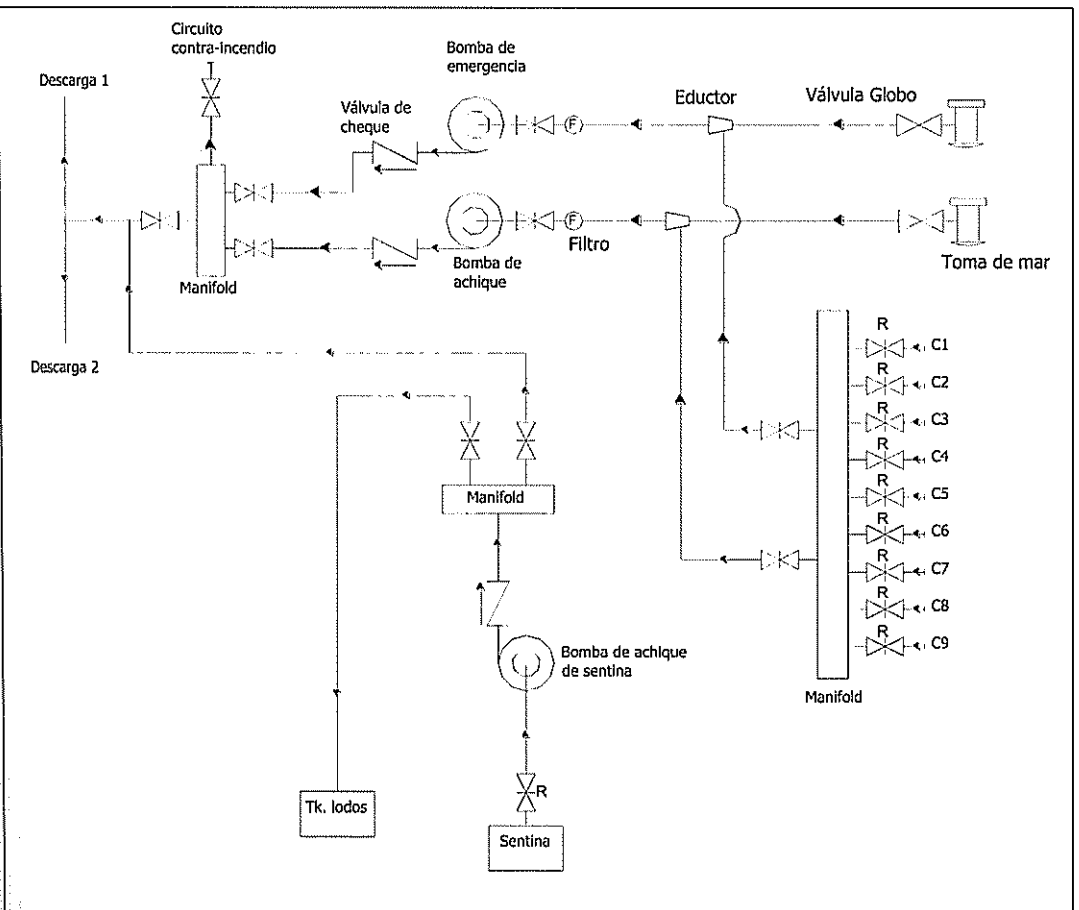 Circuito
contra-incendio
Descarga 1
Bomba de
emergencia
Válvula de
cheque
Eductor
Válvula Globo
F
F
Filtro
Bomba de
achique
Manifold
Toma de mar
Descarga 2
R
C1
R
C2
R
C3
R
C4
R
C5
R
C6
R
C7
R
C8
R
C9
Manifold
Manifold
Bomba de achique
de sentina
R
Tk. lodos
Sentina